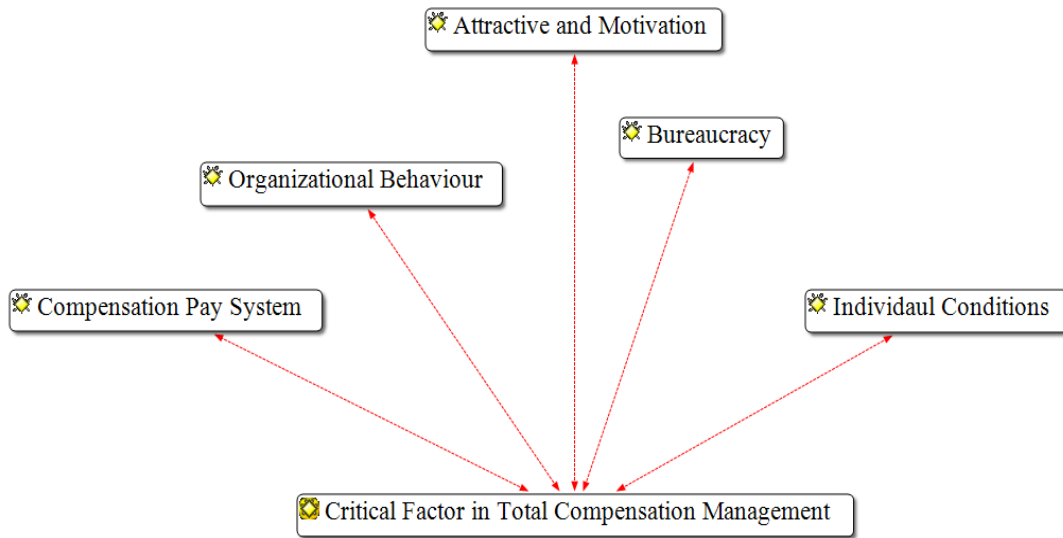 Attractive and Motivation
Bureaucracy
Organizational Behaviour
Compensation Pay System
Individaul Conditions
Critical Factor in Total Compensation Management